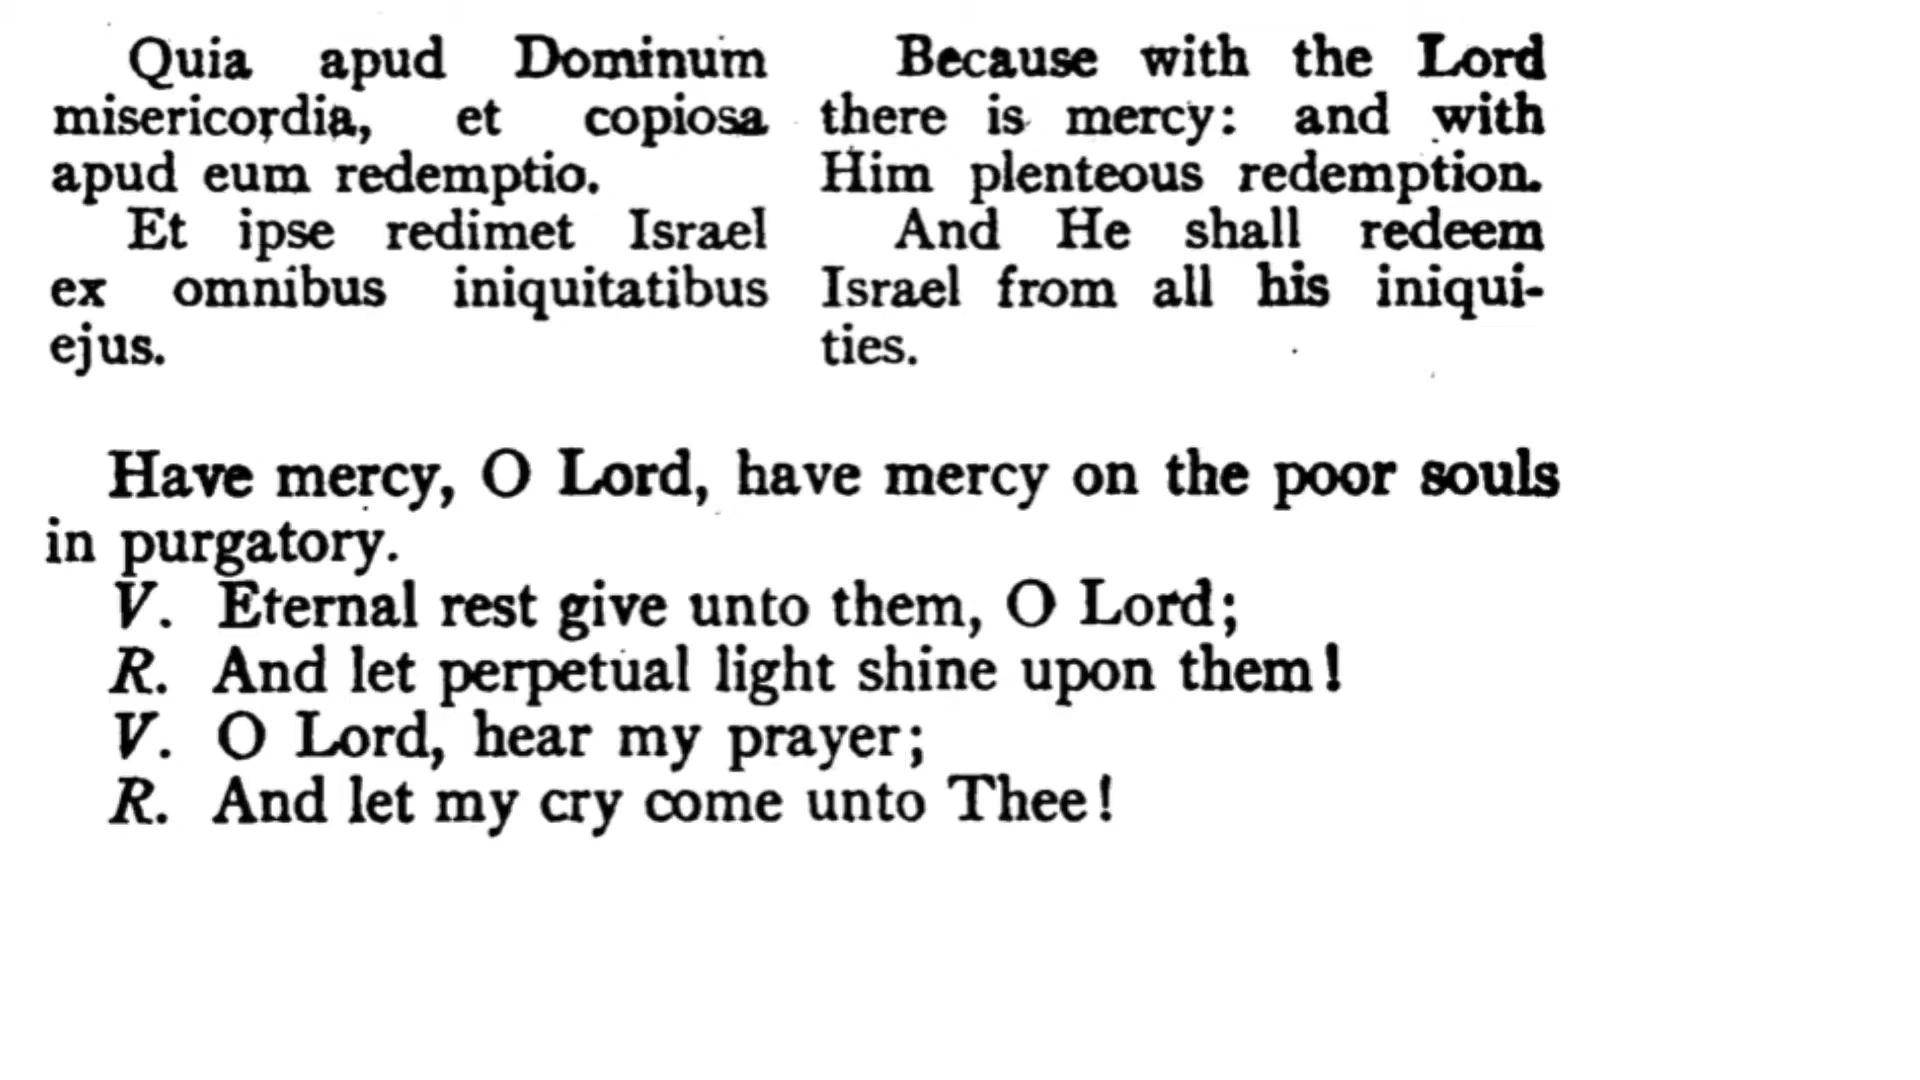 Quia apud Dominum
misericordia, et copiosa
apud eum redemptio.
Et ipse redimet Israel
ex omnibus iniquitatibus
ejus.
Because with the Lord
there is mercy: and with
Him plenteous redemption.
And He shall redeem
Israel from all his iniqui-
ties.
Have mercy, O Lord, have mercy on the poor souls
in purgatory.
V. Eternal rest give unto them, O Lord;
R. And let perpetual light shine upon them!
V. O Lord, hear my prayer;
R. And let my cry come unto Thee!